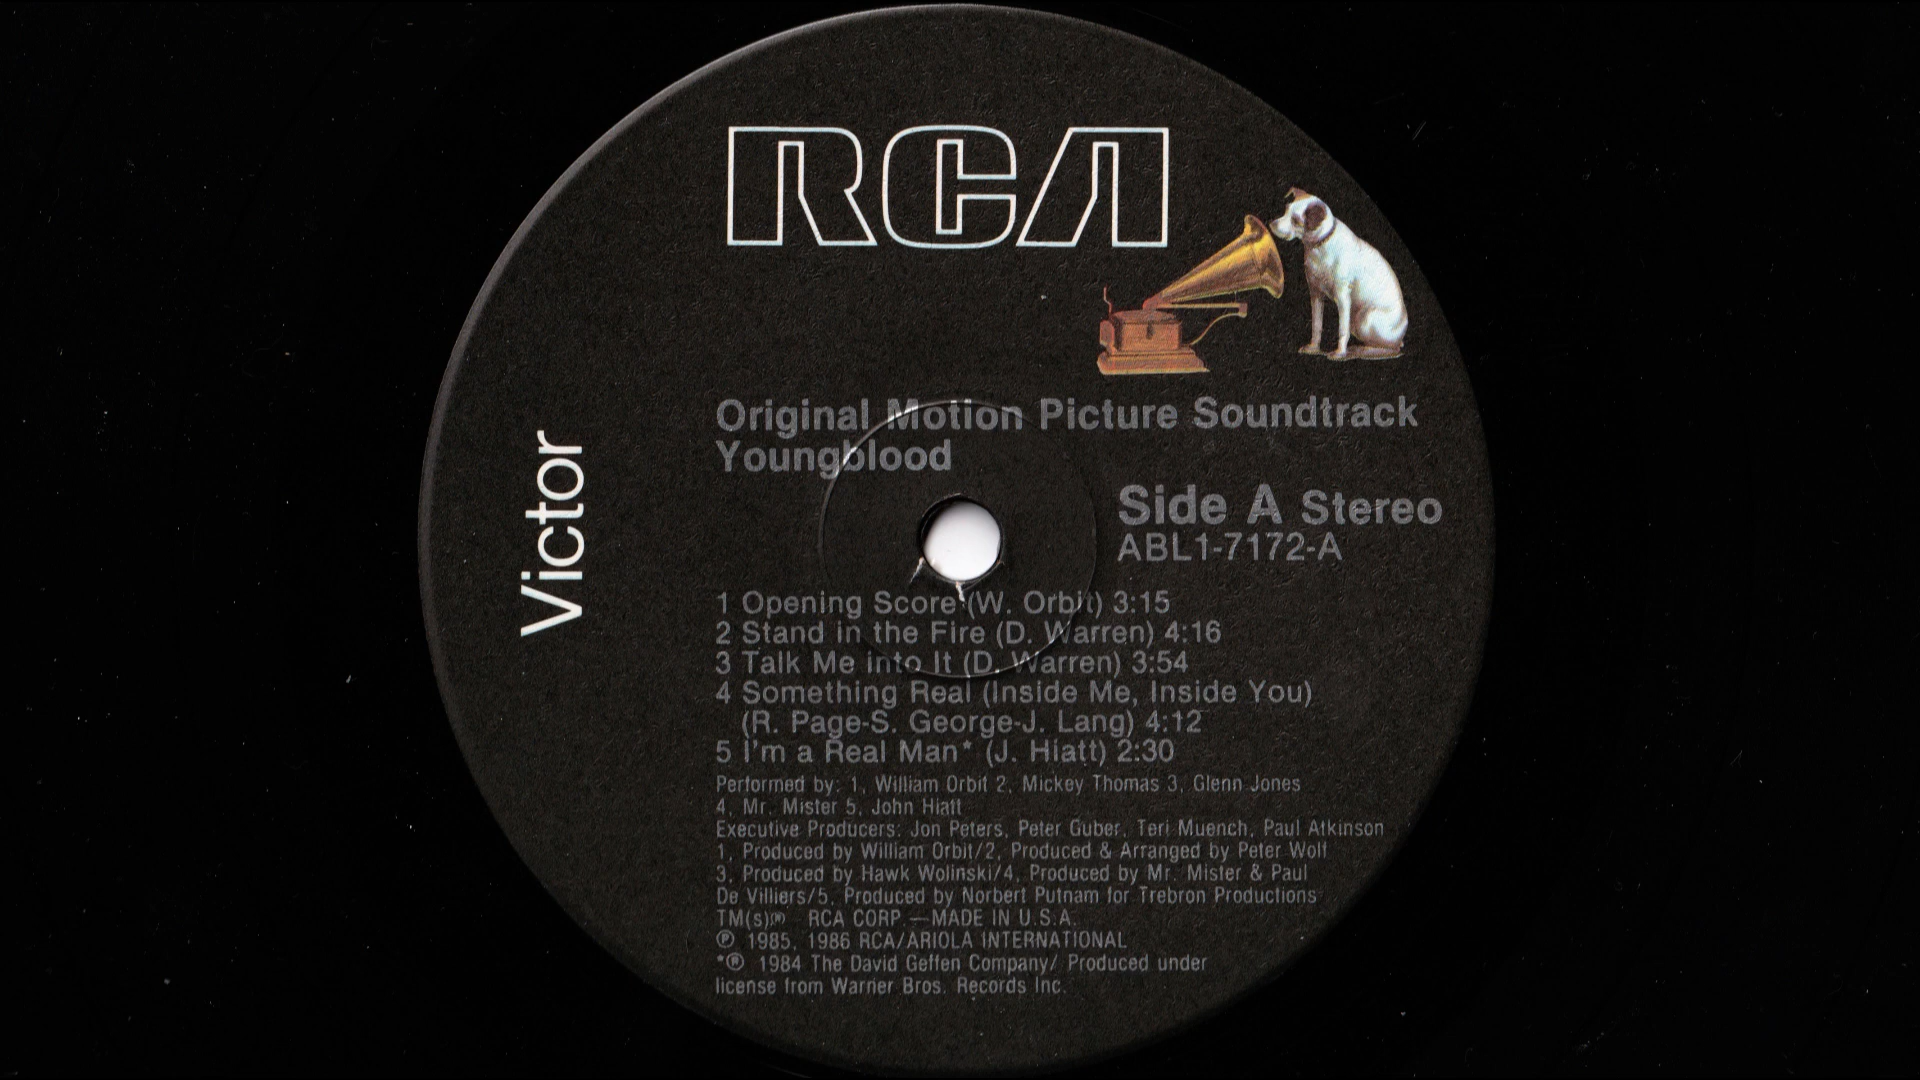 RCA
Victor
Original Motion Picture Soundtrack
Youngblood
Side A Stereo
ABL1-7172-A
1 Opening Score (W. Orbit) 3:15
2 Stand in the Fire (D. Warren) 4:16
3 Talk Me into It (D. Warren) 3:54
4 Something Real (Inside Me, Inside You)
(R. Page-S. George-J. Lang) 4:12
5 I'm a Real Man* (J. Hiatt) 2:30
Performed by: 1, William Orbit 2, Mickey Thomas 3, Glenn Jones
4, Mr. Mister 5, John Hiatt
Executive Producers: Jon Peters, Peter Guber, Teri Muench, Paul Atkinson
1, Produced by William Orbit/2, Produced & Arranged by Peter Wolf
3, Produced by Hawk Wolinski/4, Produced by Mr. Mister & Paul
De Villiers/5, Produced by Norbert Putnam for Trebron Productions
TM(s)® RCA CORP.—MADE IN U.S.A.
℗ 1985, 1986 RCA/ARIOLA INTERNATIONAL
*® 1984 The David Geffen Company/ Produced under
license from Warner Bros. Records Inc.